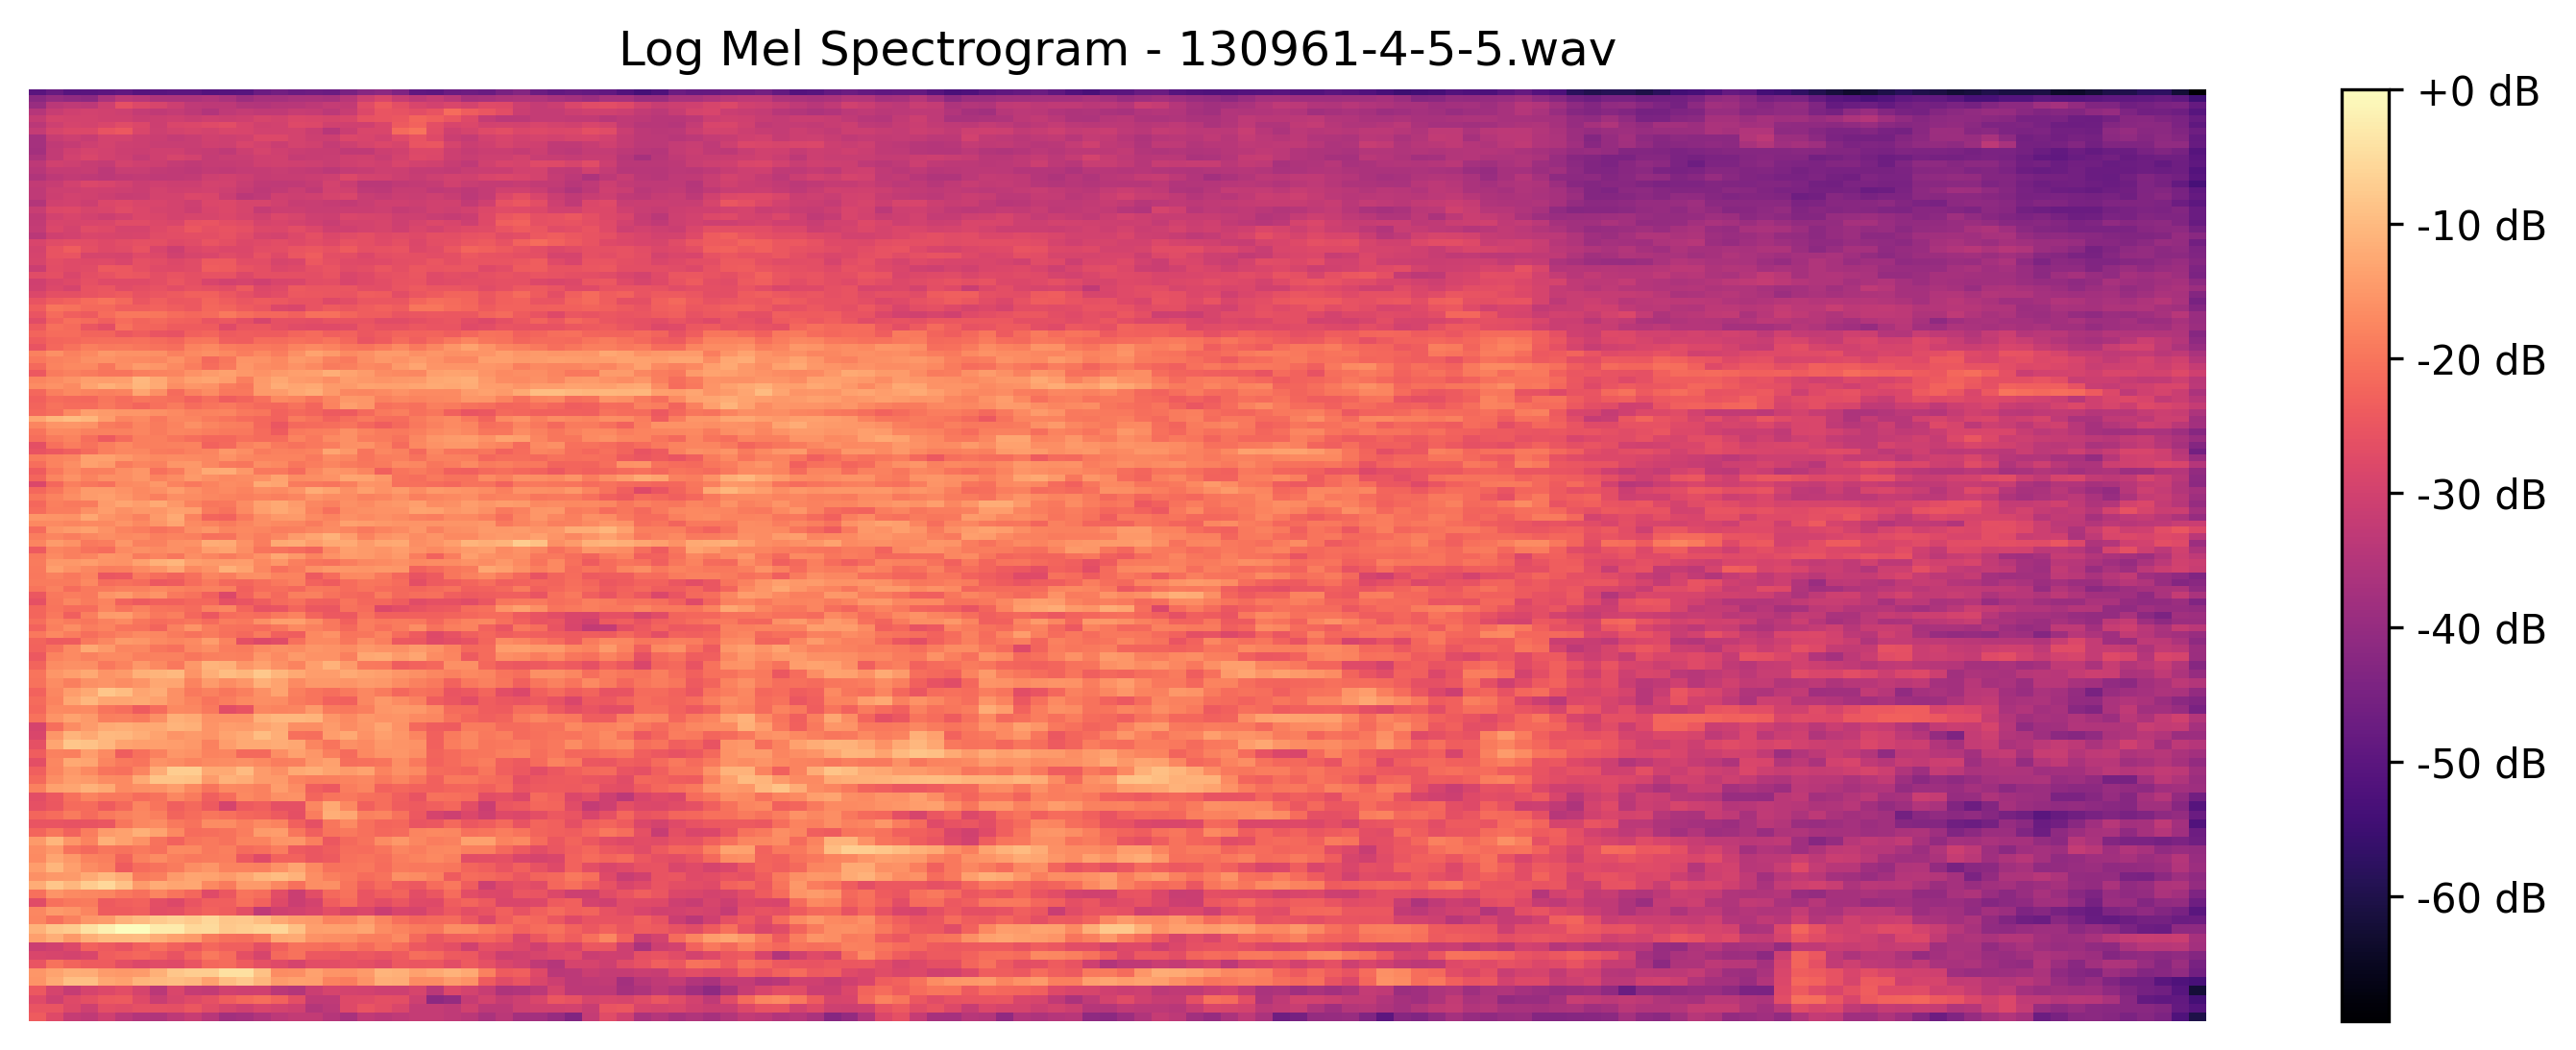 Log Mel Spectrogram - 130961-4-5-5.wav
+0 dB
-10 dB
-20 dB
-30 dB
-40 dB
-50 dB
-60 dB